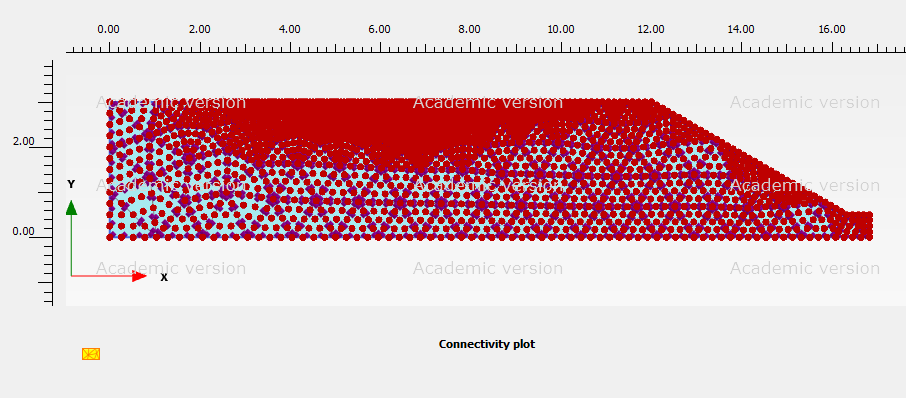 0.00 2.00 4.00 6.00 8.00 10.00 12.00 14.00 16.00
Academic version Academic version Academic version
2.00
Y Academic version Academic version Academic version
0.00
Academic version Academic version Academic version
X
Connectivity plot